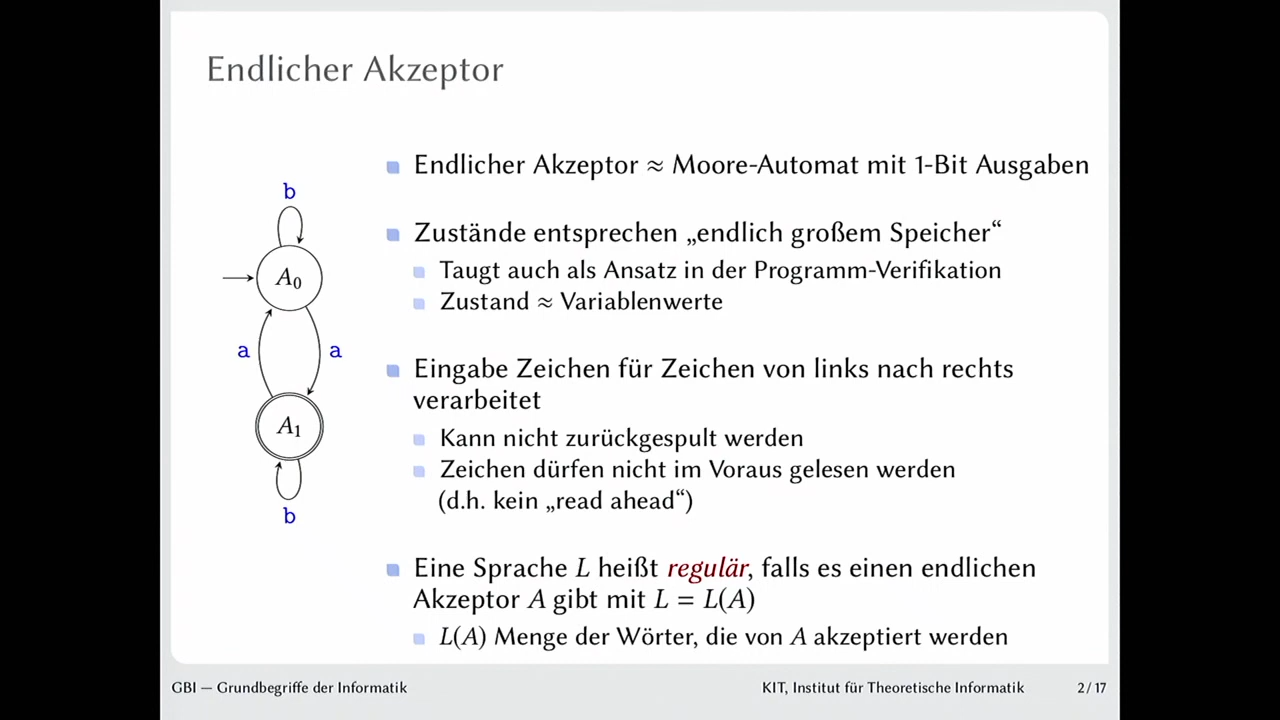 Endlicher Akzeptor
Endlicher Akzeptor ≈ Moore-Automat mit 1-Bit Ausgaben
b
Zustände entsprechen „endlich großem Speicher“
Taugt auch als Ansatz in der Programm-Verifikation
A₀
Zustand ≈ Variablenwerte
a
a
Eingabe Zeichen für Zeichen von links nach rechts
verarbeitet
A₁
Kann nicht zurückgespult werden
Zeichen dürfen nicht im Voraus gelesen werden
(d.h. kein „read ahead“)
b
Eine Sprache L heißt regulär, falls es einen endlichen
Akzeptor A gibt mit L = L(A)
L(A) Menge der Wörter, die von A akzeptiert werden
GBI — Grundbegriffe der Informatik
KIT, Institut für Theoretische Informatik
2 / 17